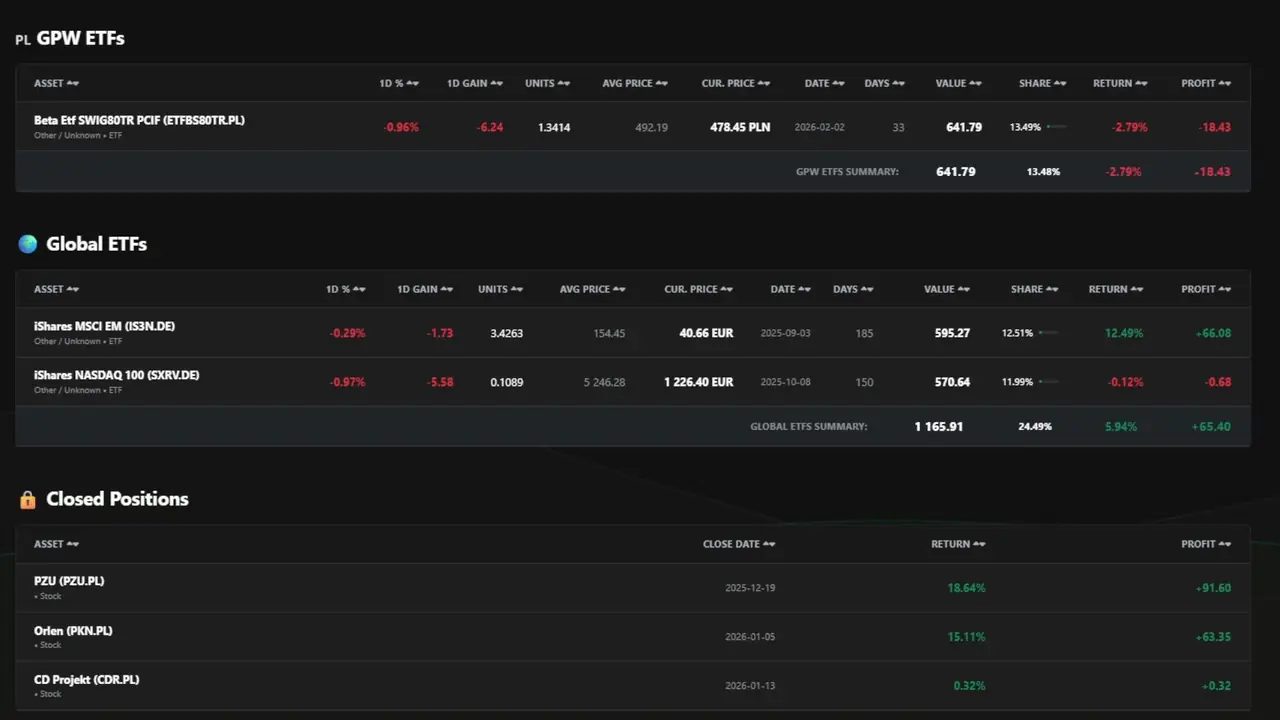 PL GPW ETFs
ASSET 1D % 1D GAIN UNITS AVG PRICE CUR. PRICE DATE DAYS VALUE SHARE RETURN PROFIT
Beta Etf SWIG80TR PCIF (ETFBS80TR.PL) -0.96% -6.24 1.3414 492.19 478.45 PLN 2026-02-02 33 641.79 13.49% -2.79% -18.43
Other / Unknown • ETF
GPW ETFS SUMMARY: 641.79 13.48% -2.79% -18.43
Global ETFs
ASSET 1D % 1D GAIN UNITS AVG PRICE CUR. PRICE DATE DAYS VALUE SHARE RETURN PROFIT
iShares MSCI EM (IS3N.DE) -0.29% -1.73 3.4263 154.45 40.66 EUR 2025-09-03 185 595.27 12.51% 12.49% +66.08
Other / Unknown • ETF
iShares NASDAQ 100 (SXRV.DE) -0.97% -5.58 0.1089 5 246.28 1 226.40 EUR 2025-10-08 150 570.64 11.99% -0.12% -0.68
Other / Unknown • ETF
GLOBAL ETFS SUMMARY: 1 165.91 24.49% 5.94% +65.40
Closed Positions
ASSET CLOSE DATE RETURN PROFIT
PZU (PZU.PL) 2025-12-19 18.64% +91.60
• Stock
Orlen (PKN.PL) 2026-01-05 15.11% +63.35
• Stock
CD Projekt (CDR.PL) 2026-01-13 0.32% +0.32
• Stock